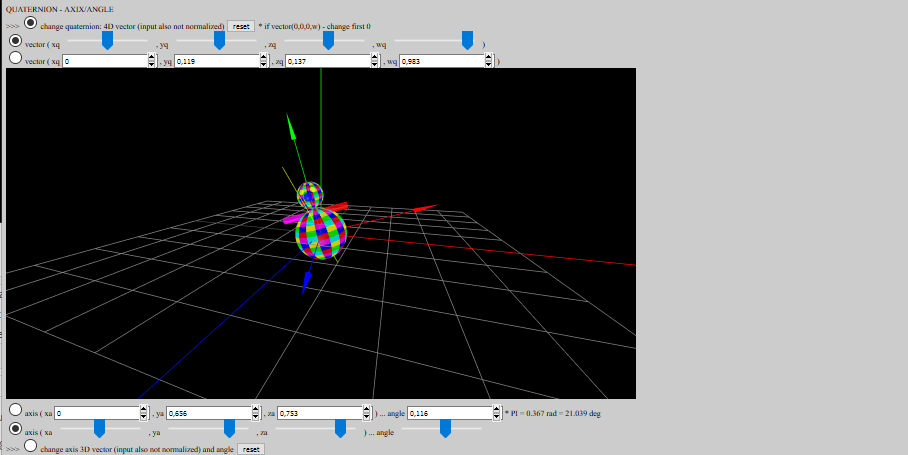 QUATERNION - AXIX/ANGLE
>>> change quaternion: 4D vector (input also not normalized) reset * if vector(0,0,0,w) - change first 0
vector ( xq , yq , zq , wq )
vector ( xq 0 , yq 0,119 , zq 0,137 , wq 0,983 )
axis ( xa 0 , ya 0,656 , za 0,753 ) ... angle 0,116 * PI = 0.367 rad = 21.039 deg
axis ( xa , ya , za ) ... angle
>>> change axis 3D vector (input also not normalized) and angle reset